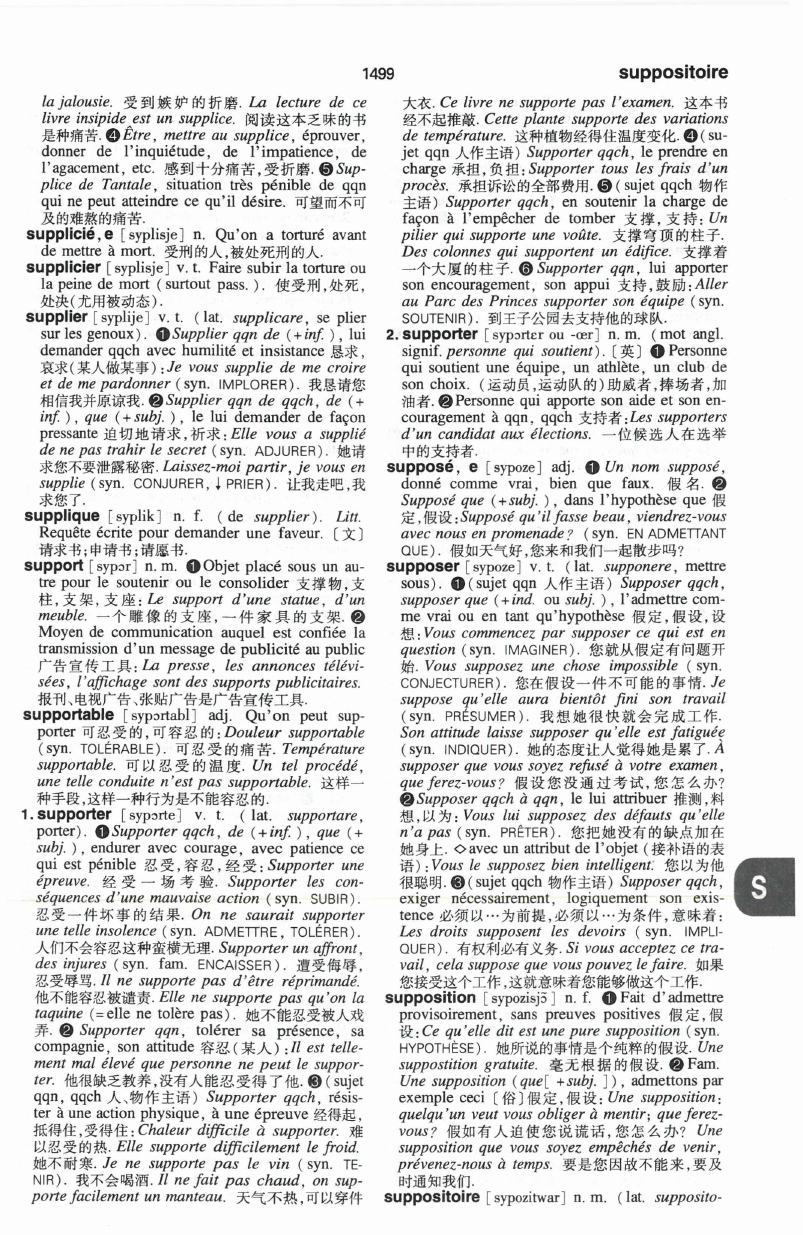 1499
suppositoire
la jalousie. 受到嫉妒的折磨. La lecture de ce
livre insipide est un supplice. 阅读这本乏味的书
是种痛苦. ❹Être, mettre au supplice, éprouver,
donner de l'inquiétude, de l'impatience, de
l'agacement, etc. 感到十分痛苦,受折磨. ❺Sup-
plice de Tantale, situation très pénible de qqn
qui ne peut atteindre ce qu'il désire. 可望而不可
及的难熬的痛苦.
supplicié, e [syplisje] n. Qu'on a torturé avant
de mettre à mort. 受刑的人,被处死刑的人.
supplicier [syplisje] v. t. Faire subir la torture ou
la peine de mort (surtout pass.). 使受刑,处死,
处决(尤用被动态).
supplier [syplije] v. t. (lat. supplicare, se plier
sur les genoux). ❶Supplier qqn de (+inf.), lui
demander qqch avec humilité et insistance 恳求,
哀求(某人做某事):Je vous supplie de me croire
et de me pardonner (syn. IMPLORER). 我恳请您
相信我并原谅我. ❷Supplier qqn de qqch, de (+
inf.), que (+subj.), le lui demander de façon
pressante 迫切地请求,祈求: Elle vous a supplié
de ne pas trahir le secret (syn. ADJURER). 她请
求您不要泄露秘密. Laissez-moi partir, je vous en
supplie (syn. CONJURER, ↓PRIER). 让我走吧,我
求您了.
supplique [syplik] n. f. (de supplier). Litt.
Requête écrite pour demander une faveur. 〔文〕
请求书;申请书;请愿书.
support [sypɔr] n. m. ❶Objet placé sous un au-
tre pour le soutenir ou le consolider 支撑物,支
柱,支架,支座: Le support d'une statue, d'un
meuble. 一个雕像的支座,一件家具的支架. ❷
Moyen de communication auquel est confiée la
transmission d'un message de publicité au public
广告宣传工具: La presse, les annonces télévi-
sées, l'affichage sont des supports publicitaires.
报刊、电视广告、张贴广告是广告宣传工具.
supportable [sypɔrtabl] adj. Qu'on peut sup-
porter 可忍受的,可容忍的: Douleur supportable
(syn. TOLÉRABLE). 可忍受的痛苦. Température
supportable. 可以忍受的温度. Un tel procédé,
une telle conduite n'est pas supportable. 这样一
种手段,这样一种行为是不能容忍的.
1. supporter [sypɔrte] v. t. (lat. supportare,
porter). ❶Supporter qqch, de (+inf.), que (+
subj.), endurer avec courage, avec patience ce
qui est pénible 忍受,容忍,经受: Supporter une
épreuve. 经受一场考验. Supporter les con-
séquences d'une mauvaise action (syn. SUBIR).
忍受一件坏事的结果. On ne saurait supporter
une telle insolence (syn. ADMETTRE, TOLÉRER).
人们不会容忍这种蛮横无理. Supporter un affront,
des injures (syn. fam. ENCAISSER). 遭受侮辱,
忍受辱骂. Il ne supporte pas d'être réprimandé.
他不能容忍被谴责. Elle ne supporte pas qu'on la
taquine (=elle ne tolère pas). 她不能忍受被人戏
弄. ❷ Supporter qqn, tolérer sa présence, sa
compagnie, son attitude 容忍(某人):Il est telle-
ment mal élevé que personne ne peut le suppor-
ter. 他很缺乏教养,没有人能忍受得了他. ❸(sujet
qqn, qqch 人、物作主语) Supporter qqch, résis-
ter à une action physique, à une épreuve 经得起,
抵得住,受得住: Chaleur difficile à supporter. 难
以忍受的热. Elle supporte difficilement le froid.
她不耐寒. Je ne supporte pas le vin (syn. TE-
NIR). 我不会喝酒. Il ne fait pas chaud, on sup-
porte facilement un manteau. 天气不热,可以穿件
大衣. Ce livre ne supporte pas l'examen. 这本书
经不起推敲. Cette plante supporte des variations
de température. 这种植物经得住温度变化. ❹(su-
jet qqn 人作主语) Supporter qqch, le prendre en
charge 承担,负担: Supporter tous les frais d'un
procès. 承担诉讼的全部费用. ❺(sujet qqch 物作
主语) Supporter qqch, en soutenir la charge de
façon à l'empêcher de tomber 支撑,支持: Un
pilier qui supporte une voûte. 支撑穹顶的柱子.
Des colonnes qui supportent un édifice. 支撑着
一个大厦的柱子. ❻ Supporter qqn, lui apporter
son encouragement, son appui 支持,鼓励: Aller
au Parc des Princes supporter son équipe (syn.
SOUTENIR). 到王子公园去支持他的球队.
2. supporter [sypɔrtɛr ou -œr] n. m. (mot angl.
signif. personne qui soutient). [英] ❶ Personne
qui soutient une équipe, un athlète, un club de
son choix. (运动员,运动队的)助威者,捧场者,加
油者. ❷Personne qui apporte son aide et son en-
couragement à qqn, qqch 支持者:Les supporters
d'un candidat aux élections. 一位候选人在选举
中的支持者.
supposé, e [sypoze] adj. ❶ Un nom supposé,
donné comme vrai, bien que faux. 假名. ❷
Supposé que (+subj.), dans l'hypothèse que 假
定,假设:Supposé qu'il fasse beau, viendrez-vous
avec nous en promenade? (syn. EN ADMETTANT
QUE). 假如天气好,您来和我们一起散步吗?
supposer [sypoze] v. t. (lat. supponere, mettre
sous). ❶(sujet qqn 人作主语) Supposer qqch,
supposer que (+ind. ou subj.), l'admettre com-
me vrai ou en tant qu'hypothèse 假定,假设,设
想: Vous commencez par supposer ce qui est en
question (syn. IMAGINER). 您就从假定有问题开
始. Vous supposez une chose impossible (syn.
CONJECTURER). 您在假设一件不可能的事情. Je
suppose qu'elle aura bientôt fini son travail
(syn. PRÉSUMER). 我想她很快就会完成工作.
Son attitude laisse supposer qu'elle est fatiguée
(syn. INDIQUER). 她的态度让人觉得她是累了. À
supposer que vous soyez refusé à votre examen,
que ferez-vous? 假设您没通过考试,您怎么办?
❷Supposer qqch à qqn, le lui attribuer 推测,料
想,以为: Vous lui supposez des défauts qu'elle
n'a pas (syn. PRÊTER). 您把她没有的缺点加在
她身上. ◇avec un attribut de l'objet (接补语的表
语): Vous le supposez bien intelligent. 您以为他
很聪明. ❸(sujet qqch 物作主语) Supposer qqch,
exiger nécessairement, logiquement son exis-
tence 必须以…为前提,必须以…为条件,意味着:
Les droits supposent les devoirs (syn. IMPLI-
QUER). 有权利必有义务. Si vous acceptez ce tra-
vail, cela suppose que vous pouvez le faire. 如果
您接受这个工作,这就意味着您能够做这个工作.
supposition [sypozisjɔ̃] n. f. ❶Fait d'admettre
provisoirement, sans preuves positives 假定,假
设:Ce qu'elle dit est une pure supposition (syn.
HYPOTHÈSE). 她所说的事情是个纯粹的假设. Une
suppostition gratuite. 毫无根据的假设. ❷Fam.
Une supposition (que[+subj.]), admettons par
exemple ceci 〔俗〕假定,假设: Une supposition:
quelqu'un veut vous obliger à mentir; que ferez-
vous? 假如有人迫使您说谎话,您怎么办? Une
supposition que vous soyez empêchés de venir,
prévenez-nous à temps. 要是您因故不能来,要及
时通知我们.
suppositoire [sypozitwar] n. m. (lat. supposito-
S